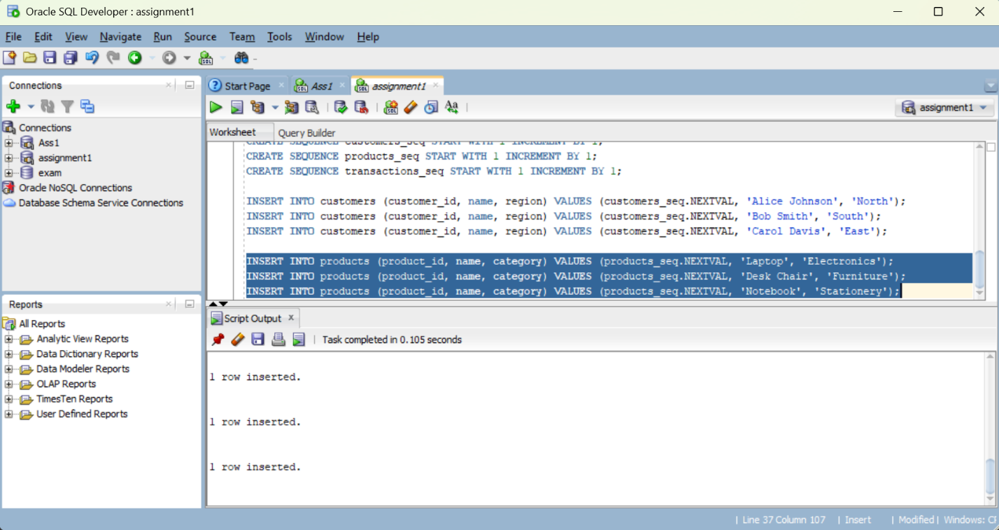 Oracle SQL Developer : assignment1
File Edit View Navigate Run Source Team Tools Window Help
Connections
Connections
Ass1
assignment1
exam
Oracle NoSQL Connections
Database Schema Service Connections
Reports
All Reports
Analytic View Reports
Data Dictionary Reports
Data Modeler Reports
OLAP Reports
TimesTen Reports
User Defined Reports
Start Page Ass1 assignment1
assignment1
Worksheet Query Builder
CREATE SEQUENCE customers_seq START WITH 1 INCREMENT BY 1;
CREATE SEQUENCE products_seq START WITH 1 INCREMENT BY 1;
CREATE SEQUENCE transactions_seq START WITH 1 INCREMENT BY 1;
INSERT INTO customers (customer_id, name, region) VALUES (customers_seq.NEXTVAL, 'Alice Johnson', 'North');
INSERT INTO customers (customer_id, name, region) VALUES (customers_seq.NEXTVAL, 'Bob Smith', 'South');
INSERT INTO customers (customer_id, name, region) VALUES (customers_seq.NEXTVAL, 'Carol Davis', 'East');
INSERT INTO products (product_id, name, category) VALUES (products_seq.NEXTVAL, 'Laptop', 'Electronics');
INSERT INTO products (product_id, name, category) VALUES (products_seq.NEXTVAL, 'Desk Chair', 'Furniture');
INSERT INTO products (product_id, name, category) VALUES (products_seq.NEXTVAL, 'Notebook', 'Stationery');
Script Output
Task completed in 0.105 seconds
1 row inserted.
1 row inserted.
1 row inserted.
| Line 37 Column 107 | Insert | Modified | Windows: CF